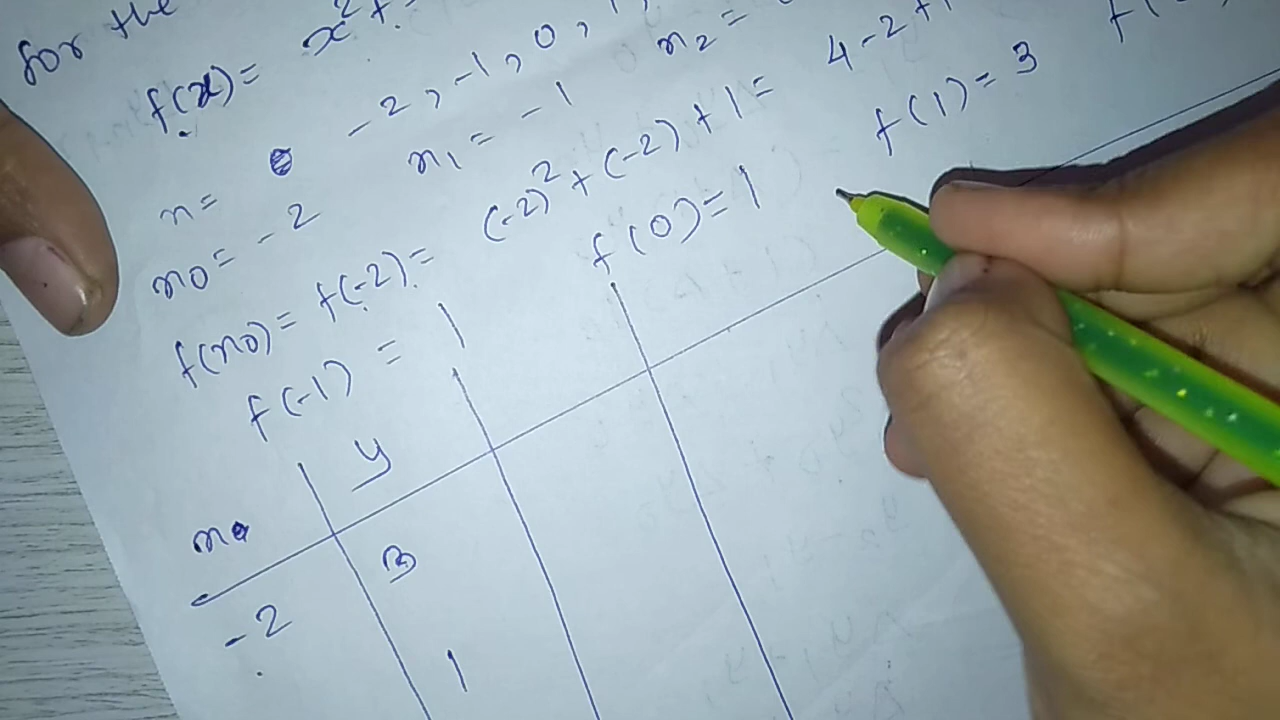 for the
f(x) = x² +
x = -2, -1, 0, 1
x0 = -2 x1 = -1 x2 =
f(x0) = f(-2) = (-2)² + (-2) + 1 = 4-2+1
f(-1) = 1 f(0) = 1 f(1) = 3 f(
x y
-2 3
1